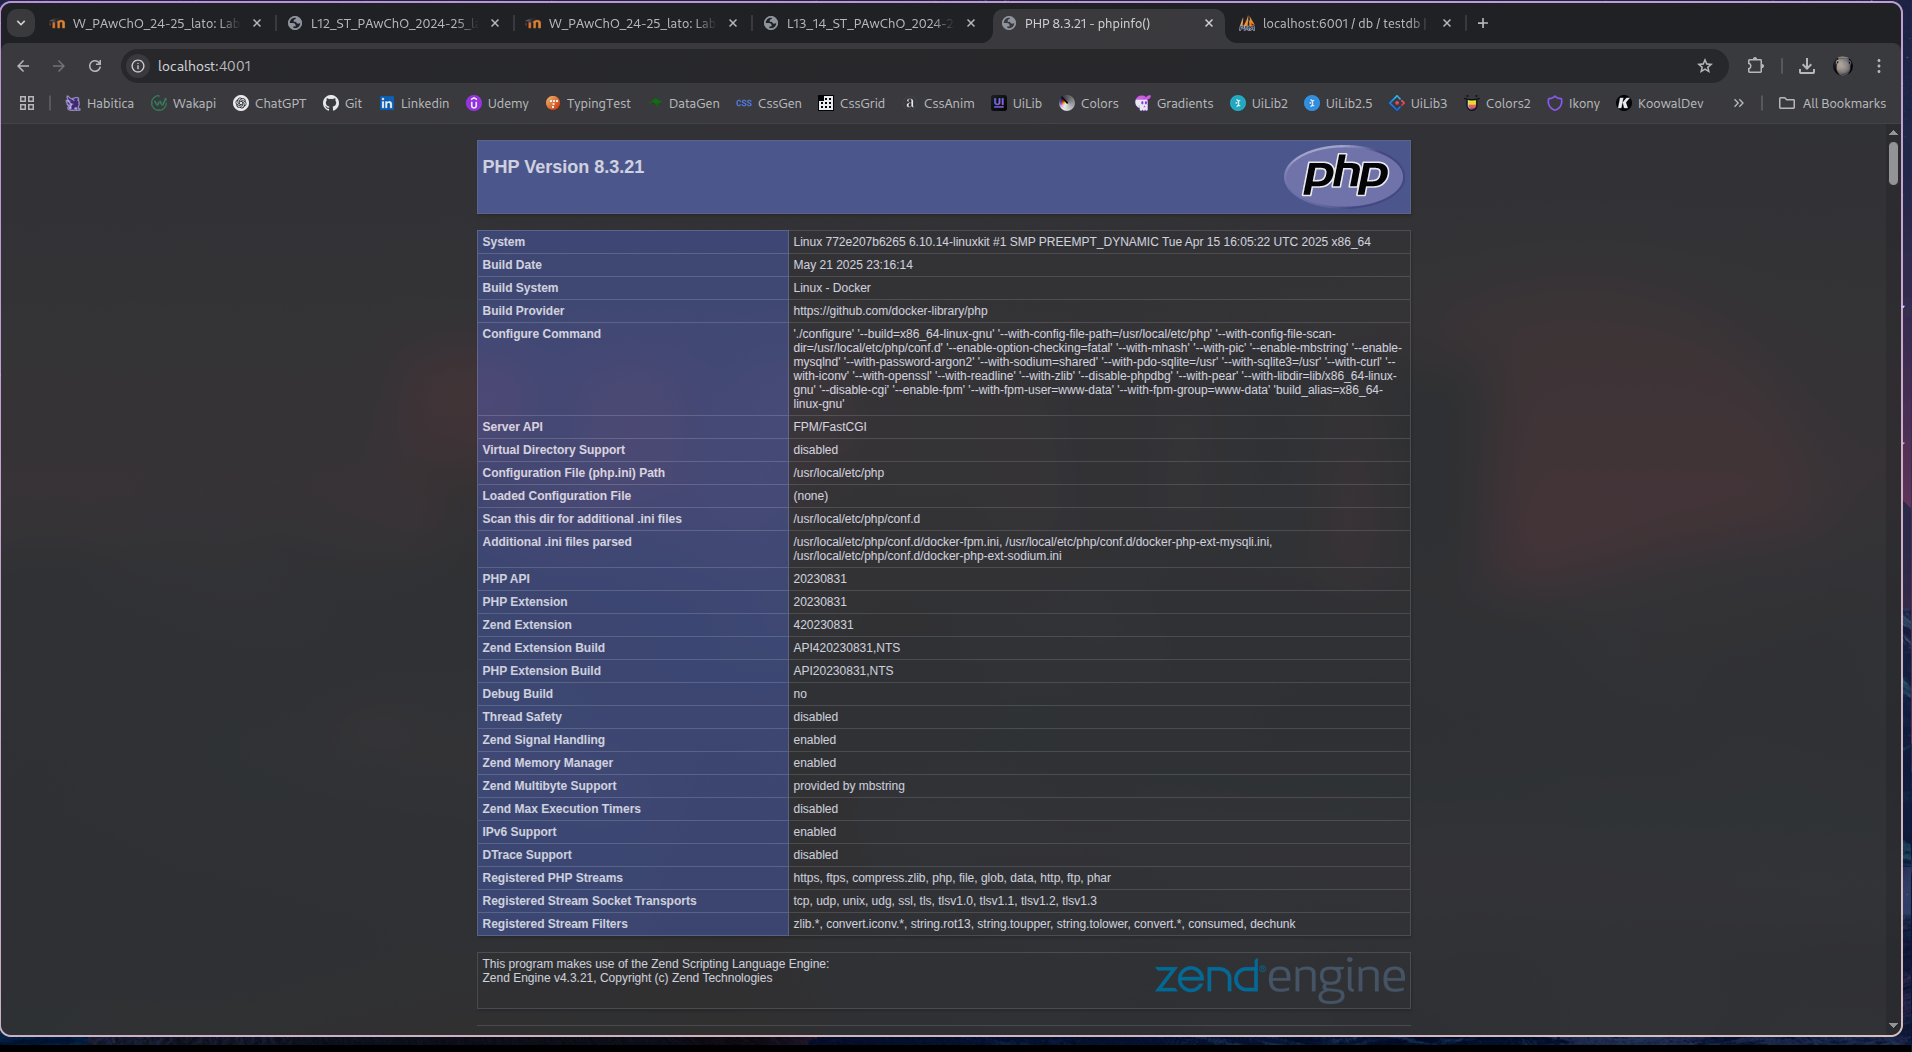 W_PAwChO_24-25_lato: Lab
L12_ST_PAwChO_2024-25_l
W_PAwChO_24-25_lato: Lab
L13_14_ST_PAwChO_2024-2
PHP 8.3.21 - phpinfo()
localhost:6001 / db / testdb
localhost:4001
Habitica
Wakapi
ChatGPT
Git
in Linkedin
Udemy
TypingTest
DataGen
CSS CssGen
CssGrid
a CssAnim
UI UiLib
Colors
Gradients
UiLib2
UiLib2.5
UiLib3
Colors2
Ikony
K KoowalDev
All Bookmarks
PHP Version 8.3.21
php
System Linux 772e207b6265 6.10.14-linuxkit #1 SMP PREEMPT_DYNAMIC Tue Apr 15 16:05:22 UTC 2025 x86_64
Build Date May 21 2025 23:16:14
Build System Linux - Docker
Build Provider https://github.com/docker-library/php
Configure Command './configure' '--build=x86_64-linux-gnu' '--with-config-file-path=/usr/local/etc/php' '--with-config-file-scan-
dir=/usr/local/etc/php/conf.d' '--enable-option-checking=fatal' '--with-mhash' '--with-pic' '--enable-mbstring' '--enable-
mysqlnd' '--with-password-argon2' '--with-sodium=shared' '--with-pdo-sqlite=/usr' '--with-sqlite3=/usr' '--with-curl' '--
with-iconv' '--with-openssl' '--with-readline' '--with-zlib' '--disable-phpdbg' '--with-pear' '--with-libdir=lib/x86_64-linux-
gnu' '--disable-cgi' '--enable-fpm' '--with-fpm-user=www-data' '--with-fpm-group=www-data' 'build_alias=x86_64-
linux-gnu'
Server API FPM/FastCGI
Virtual Directory Support disabled
Configuration File (php.ini) Path /usr/local/etc/php
Loaded Configuration File (none)
Scan this dir for additional .ini files /usr/local/etc/php/conf.d
Additional .ini files parsed /usr/local/etc/php/conf.d/docker-fpm.ini, /usr/local/etc/php/conf.d/docker-php-ext-mysqli.ini,
/usr/local/etc/php/conf.d/docker-php-ext-sodium.ini
PHP API 20230831
PHP Extension 20230831
Zend Extension 420230831
Zend Extension Build API420230831,NTS
PHP Extension Build API20230831,NTS
Debug Build no
Thread Safety disabled
Zend Signal Handling enabled
Zend Memory Manager enabled
Zend Multibyte Support provided by mbstring
Zend Max Execution Timers disabled
IPv6 Support enabled
DTrace Support disabled
Registered PHP Streams https, ftps, compress.zlib, php, file, glob, data, http, ftp, phar
Registered Stream Socket Transports tcp, udp, unix, udg, ssl, tls, tlsv1.0, tlsv1.1, tlsv1.2, tlsv1.3
Registered Stream Filters zlib.*, convert.iconv.*, string.rot13, string.toupper, string.tolower, convert.*, consumed, dechunk
This program makes use of the Zend Scripting Language Engine:
Zend Engine v4.3.21, Copyright (c) Zend Technologies
zend engine